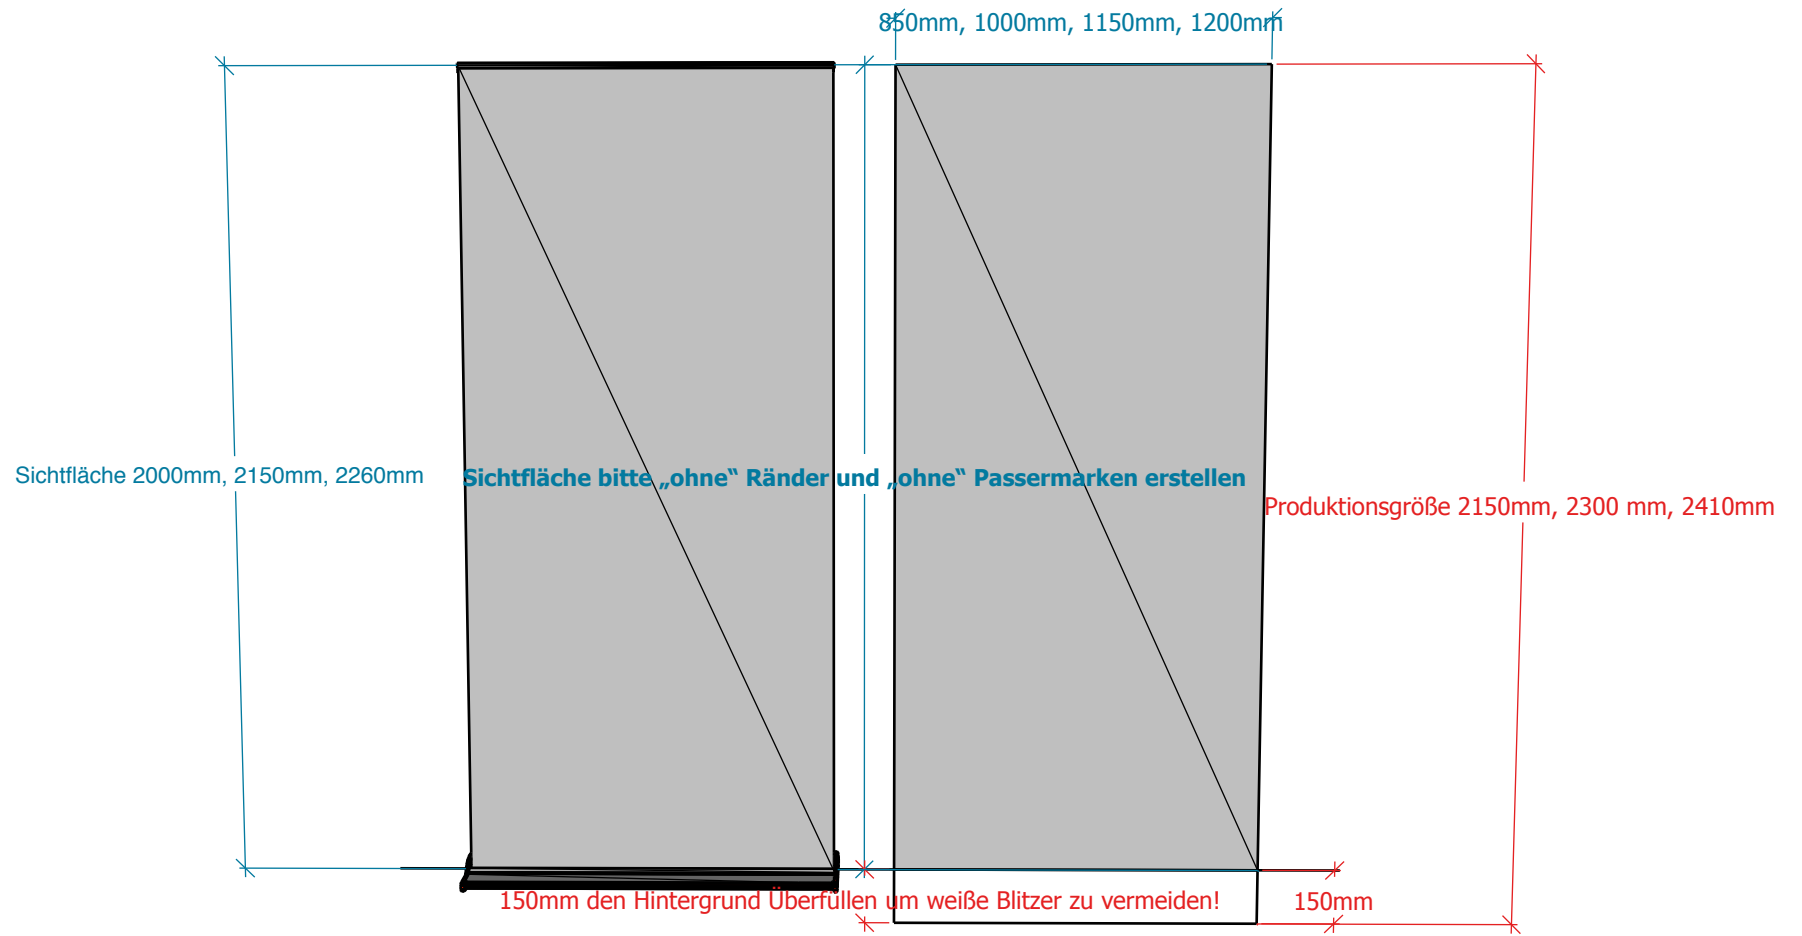 850mm, 1000mm, 1150mm, 1200mm
Sichtfläche 2000mm, 2150mm, 2260mm
Sichtfläche bitte „ohne“ Ränder und „ohne“ Passermarken erstellen
Produktionsgröße 2150mm, 2300 mm, 2410mm
150mm den Hintergrund Überfüllen um weiße Blitzer zu vermeiden!
150mm